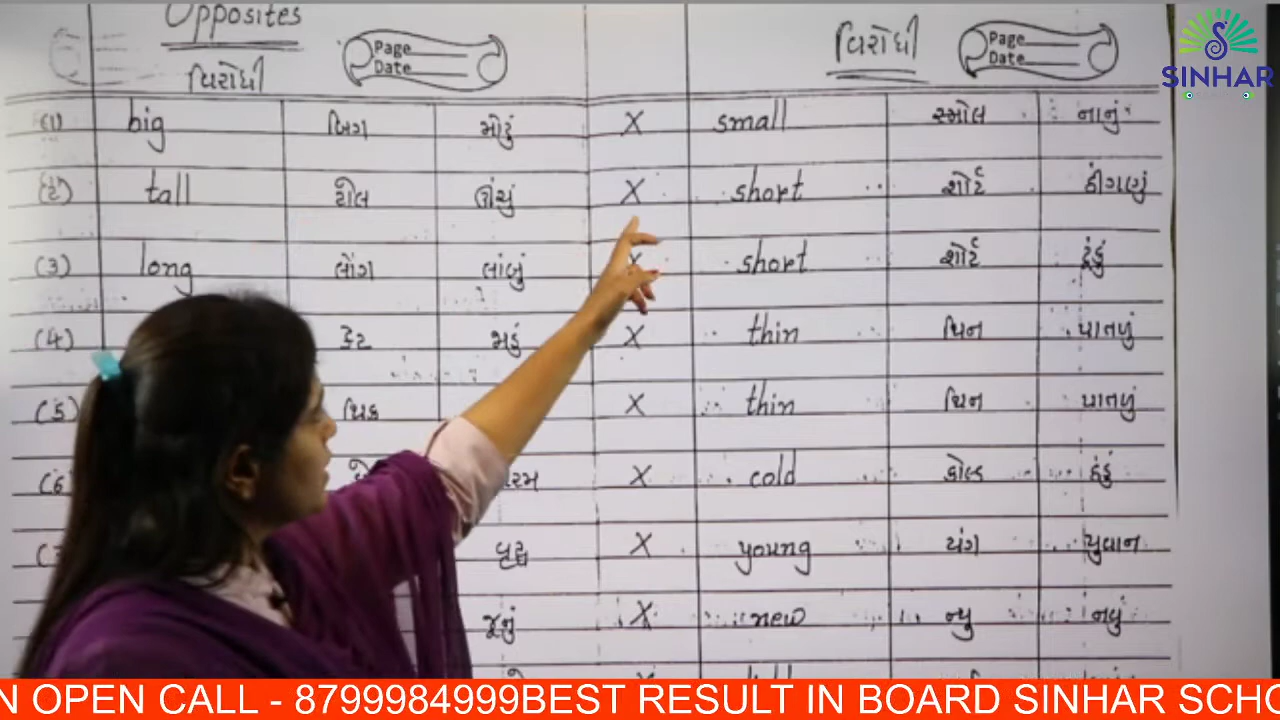 Opposites
વિરોધી
Page
Date
વિરોધી
Page
Date
SINHAR
(1) big બિગ મોટું X small સ્મોલ નાનું
(2) tall ટોલ ઊંચું X short શોર્ટ ઠીંગણું
(3) long લોંગ લાંબું X short શોર્ટ ટૂંકું
(4) ફેટ જાડું X thin થિન પાતળું
(5) થિક X thin થિન પાતળું
(6) X cold કોલ્ડ ઠંડું
વૃદ્ધ X young યંગ યુવાન
જૂનું X new ન્યુ નવું
N OPEN CALL - 8799984999BEST RESULT IN BOARD SINHAR SCHO